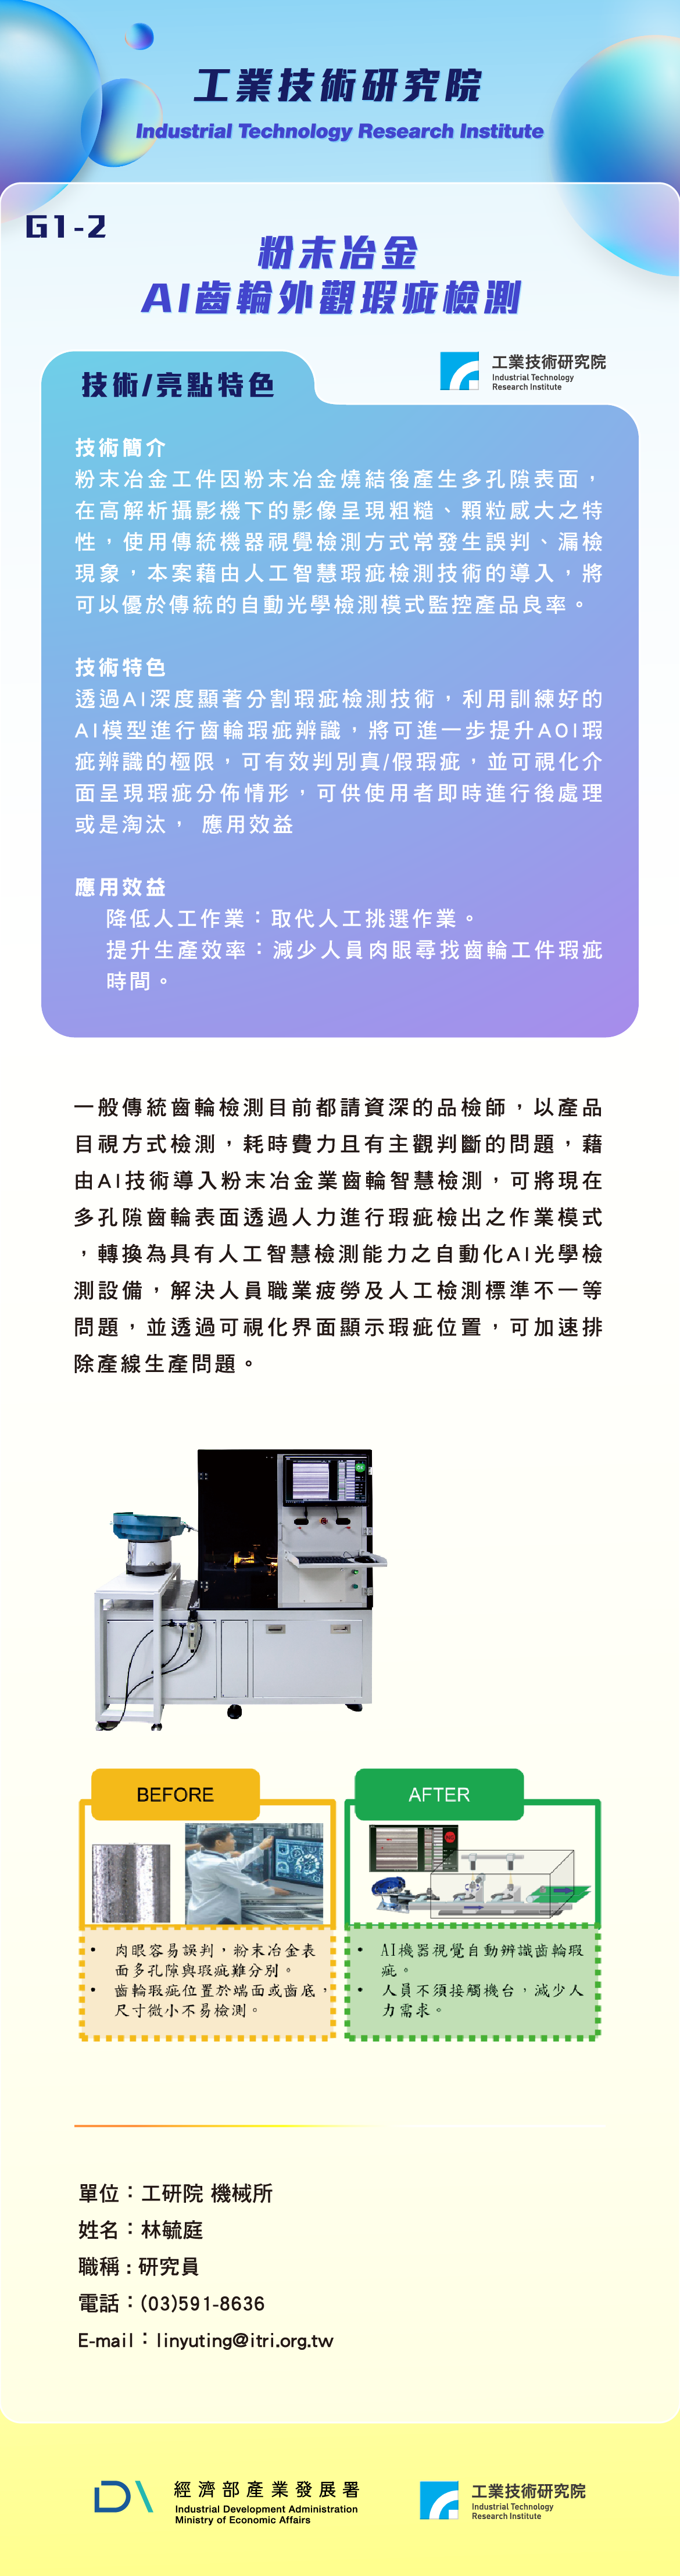 工業技術研究院
Industrial Technology Research Institute
G1-2
粉末冶金
AI齒輪外觀瑕疵檢測
技術/亮點特色
工業技術研究院
Industrial Technology
Research Institute
技術簡介
粉末冶金工件因粉末冶金燒結後產生多孔隙表面，
在高解析攝影機下的影像呈現粗糙、顆粒感大之特
性，使用傳統機器視覺檢測方式常發生誤判、漏檢
現象，本案藉由人工智慧瑕疵檢測技術的導入，將
可以優於傳統的自動光學檢測模式監控產品良率。
技術特色
透過AI深度顯著分割瑕疵檢測技術，利用訓練好的
AI模型進行齒輪瑕疵辨識，將可進一步提升AOI瑕
疵辨識的極限，可有效判別真/假瑕疵，並可視化介
面呈現瑕疵分佈情形，可供使用者即時進行後處理
或是淘汰， 應用效益
應用效益
降低人工作業：取代人工挑選作業。
提升生產效率：減少人員肉眼尋找齒輪工件瑕疵
時間。
一般傳統齒輪檢測目前都請資深的品檢師，以產品
目視方式檢測，耗時費力且有主觀判斷的問題，藉
由AI技術導入粉末冶金業齒輪智慧檢測，可將現在
多孔隙齒輪表面透過人力進行瑕疵檢出之作業模式
，轉換為具有人工智慧檢測能力之自動化AI光學檢
測設備，解決人員職業疲勞及人工檢測標準不一等
問題，並透過可視化界面顯示瑕疵位置，可加速排
除產線生產問題。
BEFORE
• 肉眼容易誤判，粉末冶金表
面多孔隙與瑕疵難分別。
• 齒輪瑕疵位置於端面或齒底，
尺寸微小不易檢測。
AFTER
• AI機器視覺自動辨識齒輪瑕
疵。
• 人員不須接觸機台，減少人
力需求。
單位：工研院 機械所
姓名：林毓庭
職稱：研究員
電話：(03)591-8636
E-mail：linyuting@itri.org.tw
經濟部產業發展署
Industrial Development Administration
Ministry of Economic Affairs
工業技術研究院
Industrial Technology
Research Institute